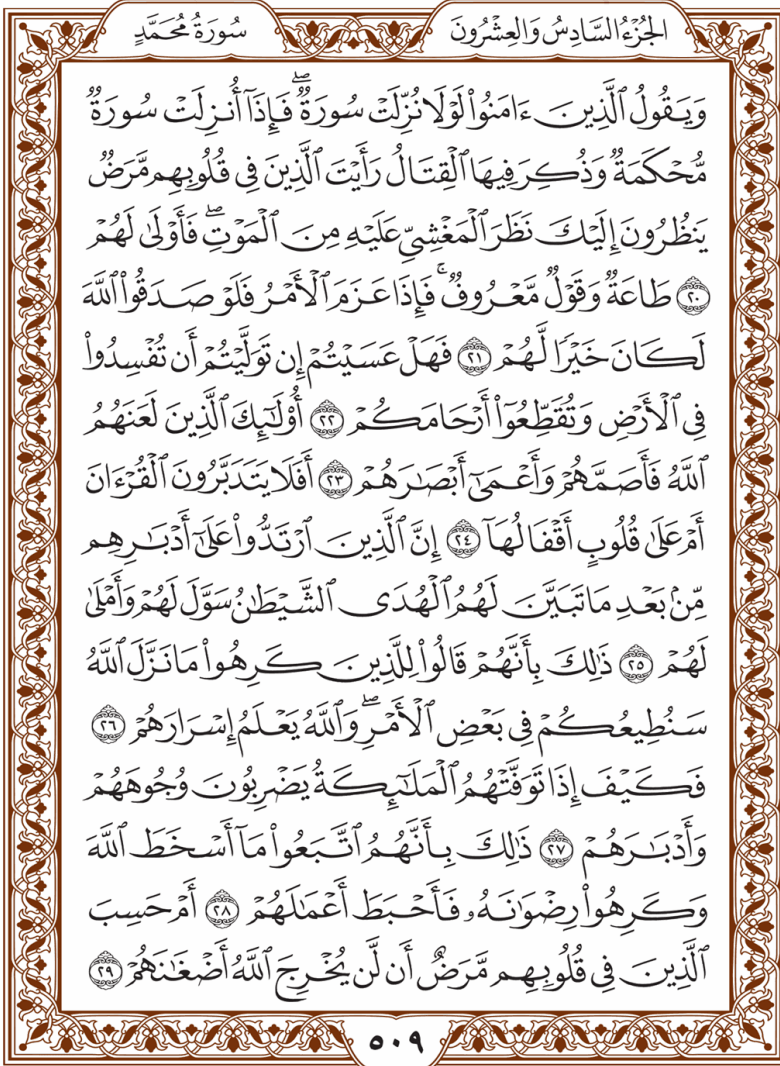 الجُزْءُ السَّادِسُ وَالعِشْرُونَ سُورَةُ مُحَمَّدٍ
وَيَقُولُ ٱلَّذِينَ ءَامَنُواْ لَوْلَا نُزِّلَتْ سُورَةٌۖ فَإِذَآ أُنزِلَتْ سُورَةٌ
مُّحْكَمَةٌ وَذُكِرَ فِيهَا ٱلْقِتَالُ رَأَيْتَ ٱلَّذِينَ فِي قُلُوبِهِم مَّرَضٌ
يَنظُرُونَ إِلَيْكَ نَظَرَ ٱلْمَغْشِيِّ عَلَيْهِ مِنَ ٱلْمَوْتِۖ فَأَوْلَىٰ لَهُمْ
٢٠ طَاعَةٌ وَقَوْلٌ مَّعْرُوفٌۚ فَإِذَا عَزَمَ ٱلْأَمْرُ فَلَوْ صَدَقُواْ ٱللَّهَ
لَكَانَ خَيْرًا لَّهُمْ ٢١ فَهَلْ عَسَيْتُمْ إِن تَوَلَّيْتُمْ أَن تُفْسِدُواْ
فِي ٱلْأَرْضِ وَتُقَطِّعُوٓاْ أَرْحَامَكُمْ ٢٢ أُوْلَٰٓئِكَ ٱلَّذِينَ لَعَنَهُمُ
ٱللَّهُ فَأَصَمَّهُمْ وَأَعْمَىٰٓ أَبْصَٰرَهُمْ ٢٣ أَفَلَا يَتَدَبَّرُونَ ٱلْقُرْءَانَ
أَمْ عَلَىٰ قُلُوبٍ أَقْفَالُهَآ ٢٤ إِنَّ ٱلَّذِينَ ٱرْتَدُّواْ عَلَىٰٓ أَدْبَٰرِهِم
مِّنۢ بَعْدِ مَا تَبَيَّنَ لَهُمُ ٱلْهُدَى ٱلشَّيْطَٰنُ سَوَّلَ لَهُمْ وَأَمْلَىٰ
لَهُمْ ٢٥ ذَٰلِكَ بِأَنَّهُمْ قَالُواْ لِلَّذِينَ كَرِهُواْ مَا نَزَّلَ ٱللَّهُ
سَنُطِيعُكُمْ فِي بَعْضِ ٱلْأَمْرِۖ وَٱللَّهُ يَعْلَمُ إِسْرَارَهُمْ ٢٦
فَكَيْفَ إِذَا تَوَفَّتْهُمُ ٱلْمَلَٰٓئِكَةُ يَضْرِبُونَ وُجُوهَهُمْ
وَأَدْبَٰرَهُمْ ٢٧ ذَٰلِكَ بِأَنَّهُمُ ٱتَّبَعُواْ مَآ أَسْخَطَ ٱللَّهَ
وَكَرِهُواْ رِضْوَٰنَهُۥ فَأَحْبَطَ أَعْمَٰلَهُمْ ٢٨ أَمْ حَسِبَ
ٱلَّذِينَ فِي قُلُوبِهِم مَّرَضٌ أَن لَّن يُخْرِجَ ٱللَّهُ أَضْغَٰنَهُمْ ٢٩
٥٠٩